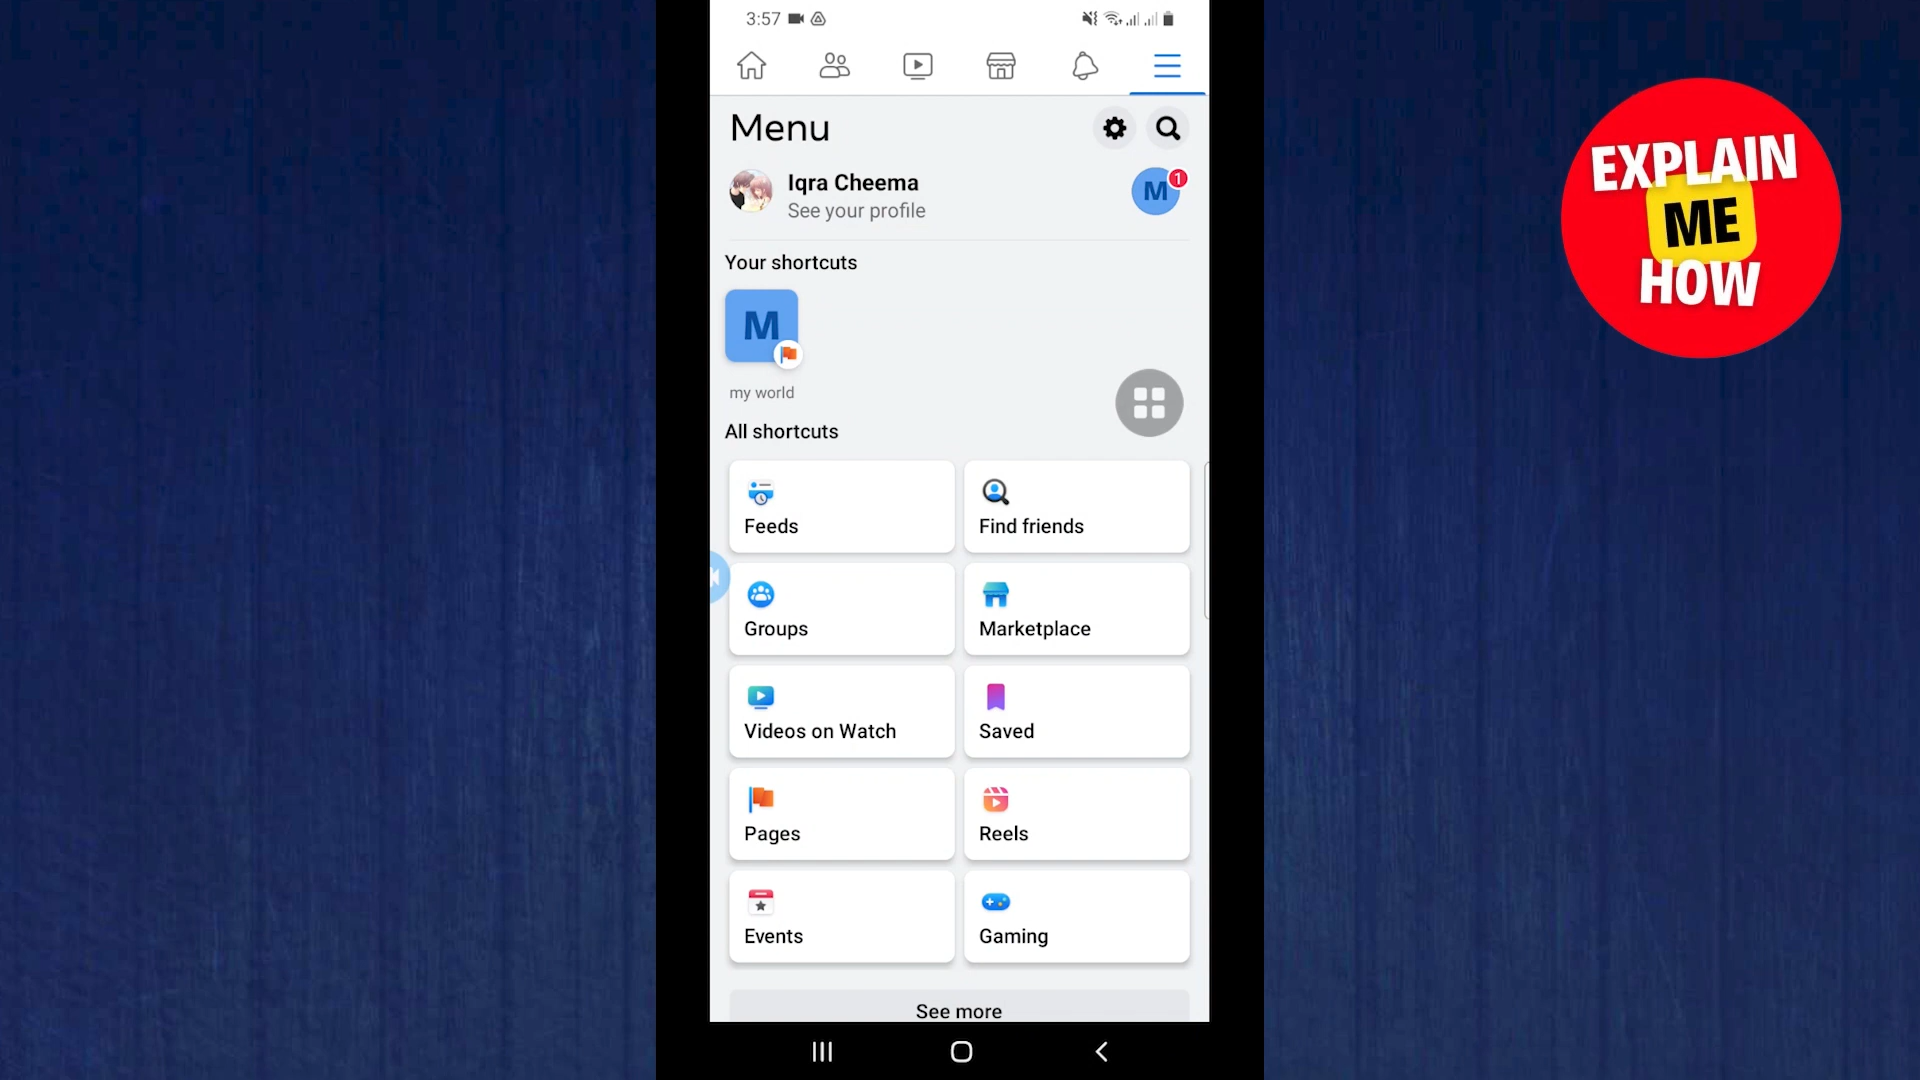 3:57
Menu
EXPLAIN
ME
HOW
Iqra Cheema
See your profile
M
1
Your shortcuts
M
my world
All shortcuts
Feeds
Find friends
Groups
Marketplace
Videos on Watch
Saved
Pages
Reels
Events
Gaming
See more